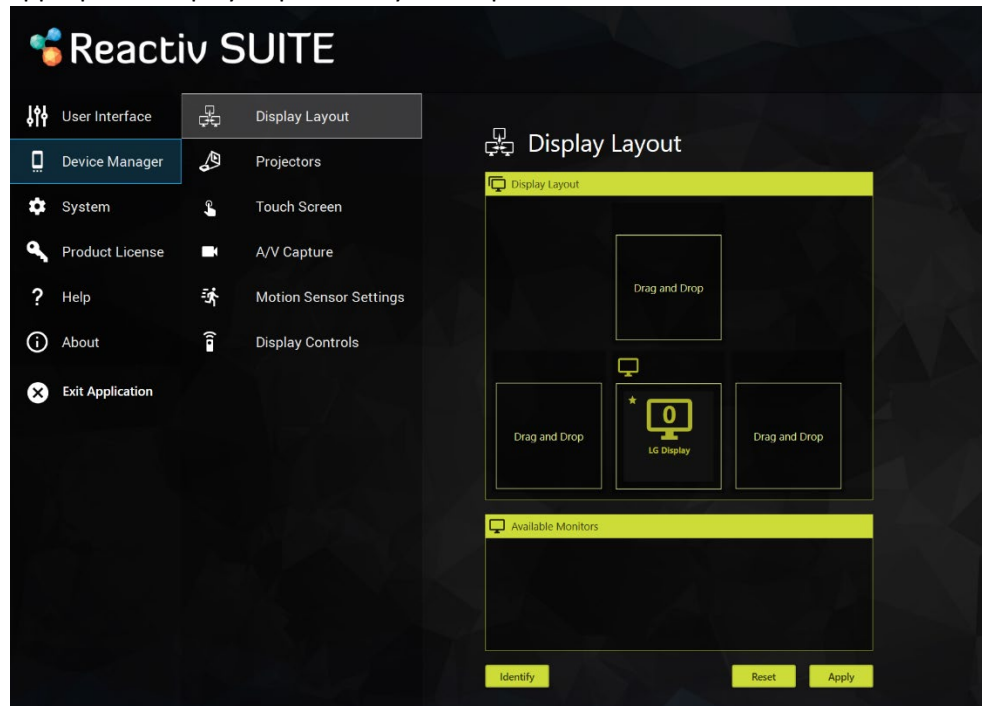 Reactiv SUITE
User Interface
Device Manager
System
Product License
Help
About
Exit Application
Display Layout
Projectors
Touch Screen
A/V Capture
Motion Sensor Settings
Display Controls
Display Layout
Display Layout
Drag and Drop
Drag and Drop
0
LG Display
Drag and Drop
Available Monitors
Identify
Reset
Apply